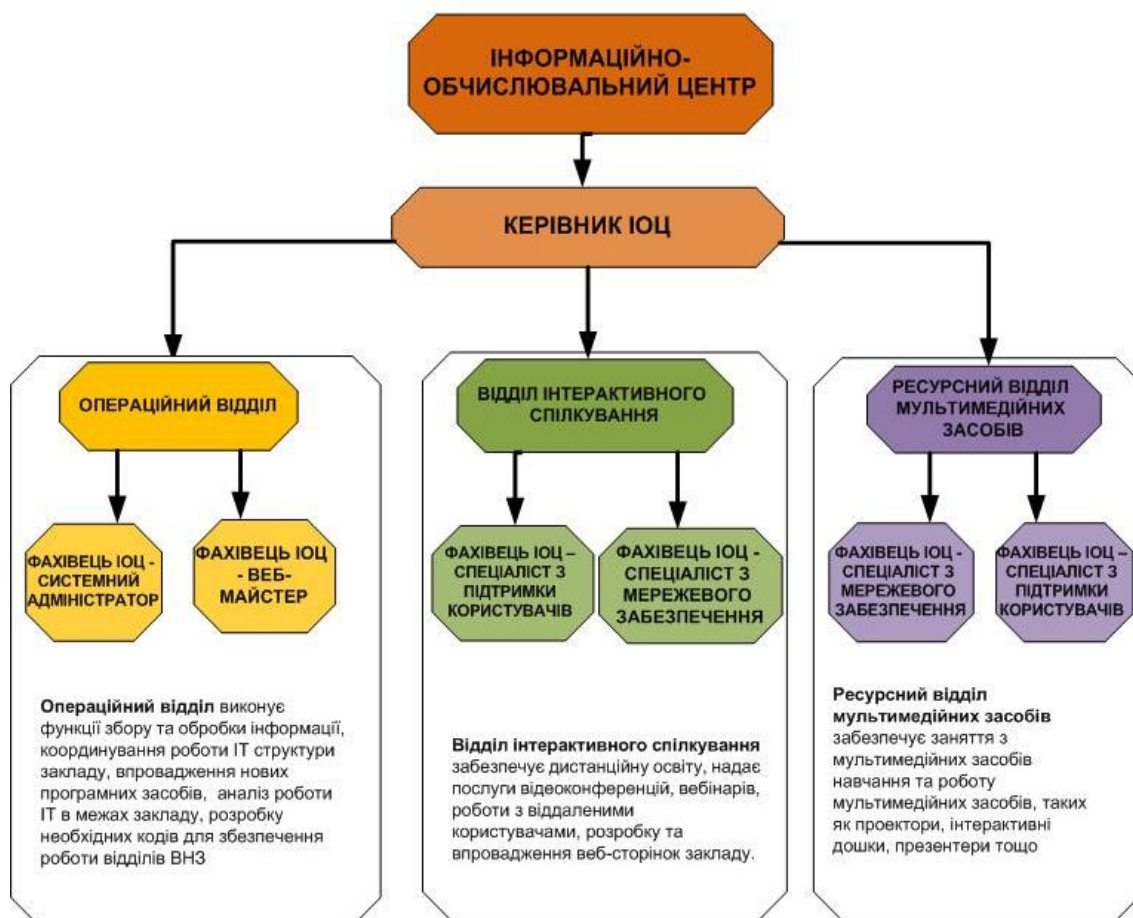 ІНФОРМАЦІЙНО-
ОБЧИСЛЮВАЛЬНИЙ ЦЕНТР
КЕРІВНИК ІОЦ
ОПЕРАЦІЙНИЙ ВІДДІЛ
ФАХІВЕЦЬ ІОЦ -
СИСТЕМНИЙ
АДМІНІСТРАТОР
ФАХІВЕЦЬ ІОЦ
- ВЕБ-
МАЙСТЕР
Операційний відділ виконує
функції збору та обробки інформації,
координування роботи ІТ структури
закладу, впровадження нових
програмних засобів, аналіз роботи
ІТ в межах закладу, розробку
необхідних кодів для збезпечення
роботи відділів ВНЗ
ВІДДІЛ ІНТЕРАКТИВНОГО
СПІЛКУВАННЯ
ФАХІВЕЦЬ ІОЦ –
СПЕЦІАЛІСТ З
ПІДТРИМКИ
КОРИСТУВАЧІВ
ФАХІВЕЦЬ ІОЦ -
СПЕЦІАЛІСТ З
МЕРЕЖЕВОГО
ЗАБЕЗПЕЧЕННЯ
Відділ інтерактивного спілкування
забезпечує дистанційну освіту, надає
послуги відеоконференцій, вебінарів,
роботи з віддаленими
користувачами, розробку та
впровадження веб-сторінок закладу.
РЕСУРСНИЙ ВІДДІЛ
МУЛЬТИМЕДІЙНИХ
ЗАСОБІВ
ФАХІВЕЦЬ ІОЦ -
СПЕЦІАЛІСТ З
МЕРЕЖЕВОГО
ЗАБЕЗПЕЧЕННЯ
ФАХІВЕЦЬ ІОЦ –
СПЕЦІАЛІСТ З
ПІДТРИМКИ
КОРИСТУВАЧІВ
Ресурсний відділ
мультимедійних засобів
забезпечує заняття з
мультимедійних засобів
навчання та роботу
мультимедійних засобів, таких
як проектори, інтерактивні
дошки, презентери тощо